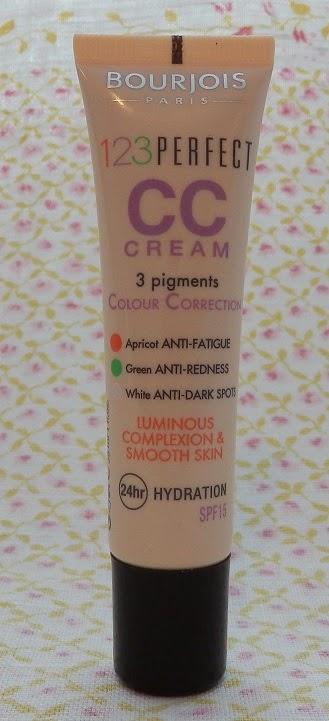 BOURJOIS
PARIS
123PERFECT
CC
CREAM
3 pigments
COLOUR CORRECTION
Apricot ANTI-FATIGUE
Green ANTI-REDNESS
White ANTI-DARK SPOTS
LUMINOUS
COMPLEXION &
SMOOTH SKIN
24hr HYDRATION
SPF15